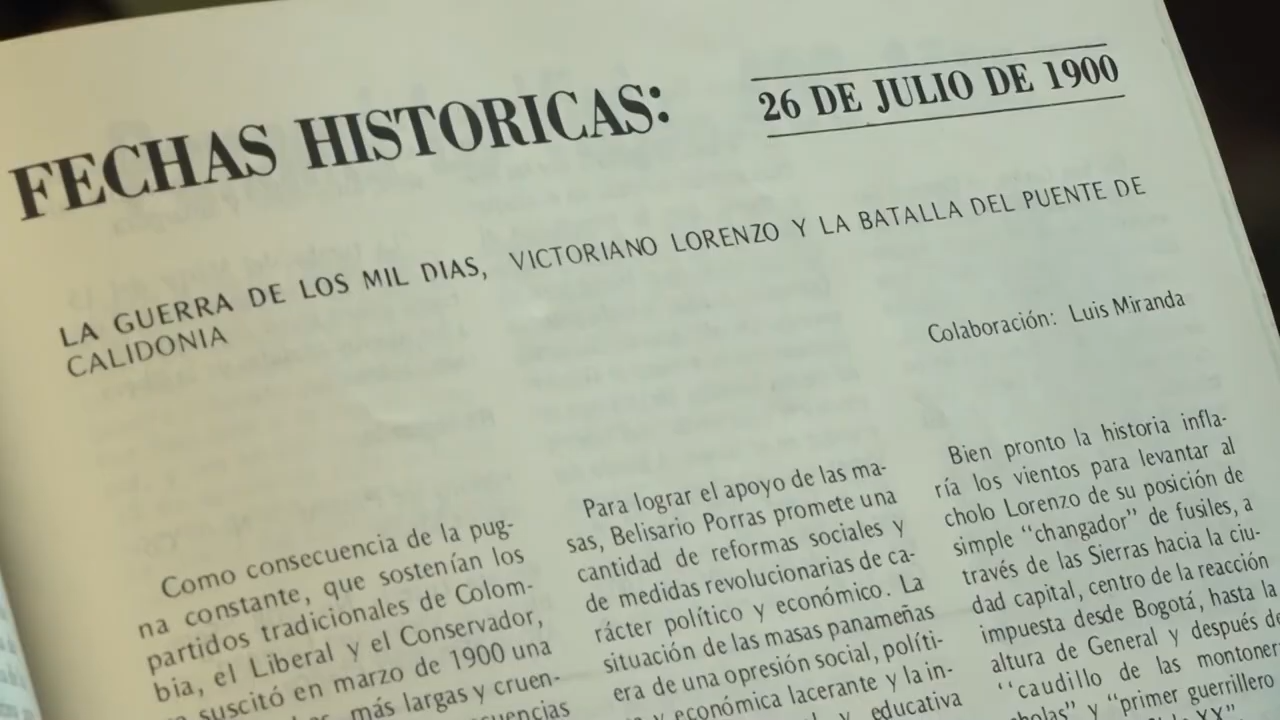 FECHAS HISTORICAS:
26 DE JULIO DE 1900
LA GUERRA DE LOS MIL DIAS, VICTORIANO LORENZO Y LA BATALLA DEL PUENTE DE
CALIDONIA
Colaboración: Luis Miranda
Como consecuencia de la pug-
na constante, que sostenían los
partidos tradicionales de Colom-
bia, el Liberal y el Conservador,
suscitó en marzo de 1900 una
más largas y cruen-
Para lograr el apoyo de las ma-
sas, Belisario Porras promete una
cantidad de reformas sociales y
de medidas revolucionarias de ca-
rácter político y económico. La
situación de las masas panameñas
era de una opresión social, políti-
y económica lacerante y la in-
y educativa
Bien pronto la historia infla-
ría los vientos para levantar al
cholo Lorenzo de su posición de
simple "changador" de fusiles, a
través de las Sierras hacia la ciu-
dad capital, centro de la reacción
impuesta desde Bogotá, hasta la
altura de General y después de
"caudillo de las
y "primer guerrillero
XX"